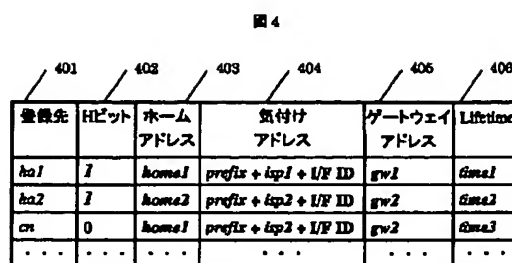 図4
401 402 403 404 405 406
登録先 Hビット ホームアドレス 気付けアドレス ゲートウェイアドレス Lifetime
ha1 1 home1 prefix + isp1 + I/F ID gw1 time1
ha2 1 home2 prefix + isp2 + I/F ID gw2 time2
cn 0 home1 prefix + isp2 + I/F ID gw2 time3
・・・ ・・・ ・・・ ・・・ ・・・ ・・・